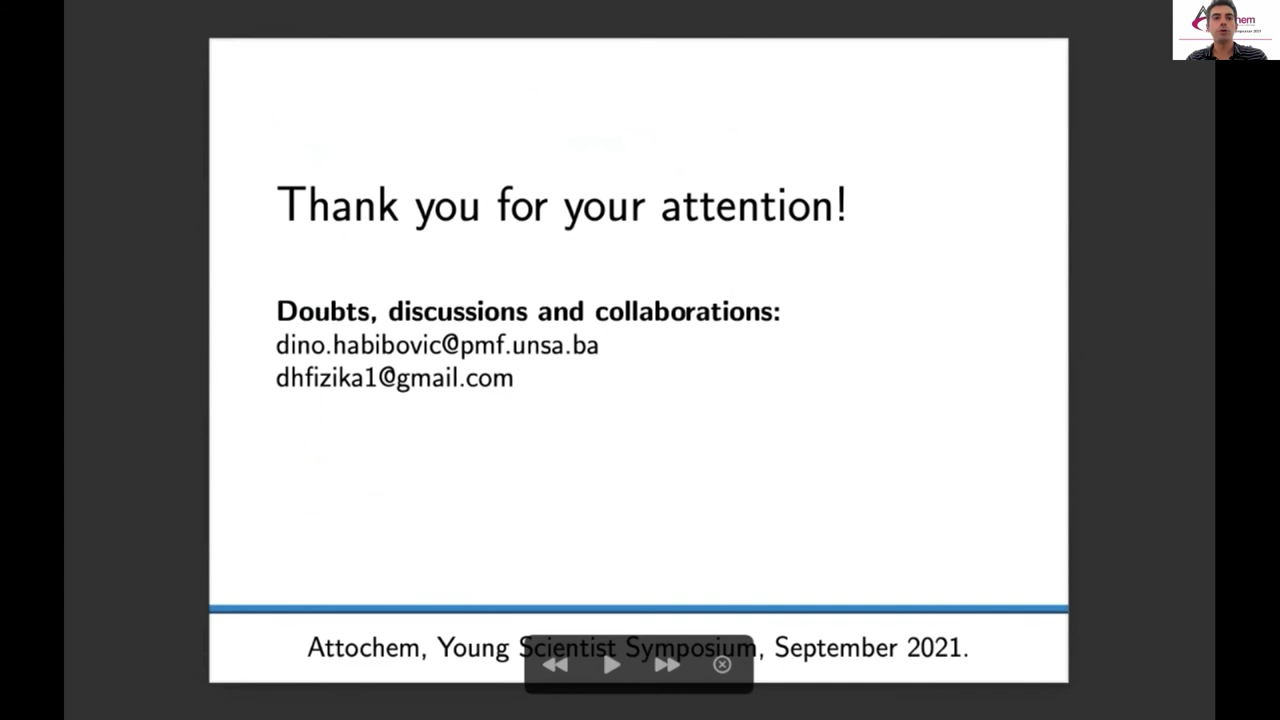 Thank you for your attention!
Doubts, discussions and collaborations:
dino.habibovic@pmf.unsa.ba
dhfizika1@gmail.com
Attochem, Young Scientist Symposium, September 2021.